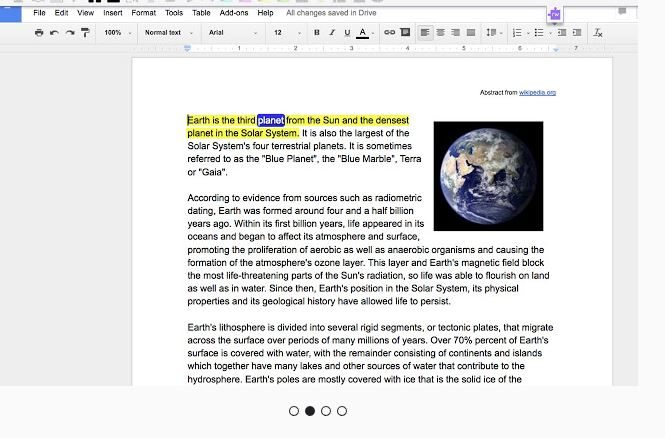 File Edit View Insert Format Tools Table Add-ons Help All changes saved in Drive
100% Normal text Arial 12 B I U A
1 2 3 4 5 6 7
Abstract from wikipedia.org
Earth is the third planet from the Sun and the densest
planet in the Solar System. It is also the largest of the
Solar System's four terrestrial planets. It is sometimes
referred to as the "Blue Planet", the "Blue Marble", Terra
or "Gaia".
According to evidence from sources such as radiometric
dating, Earth was formed around four and a half billion
years ago. Within its first billion years, life appeared in its
oceans and began to affect its atmosphere and surface,
promoting the proliferation of aerobic as well as anaerobic organisms and causing the
formation of the atmosphere's ozone layer. This layer and Earth's magnetic field block
the most life-threatening parts of the Sun's radiation, so life was able to flourish on land
as well as in water. Since then, Earth's position in the Solar System, its physical
properties and its geological history have allowed life to persist.
Earth's lithosphere is divided into several rigid segments, or tectonic plates, that migrate
across the surface over periods of many millions of years. Over 70% percent of Earth's
surface is covered with water, with the remainder consisting of continents and islands
which together have many lakes and other sources of water that contribute to the
hydrosphere. Earth's poles are mostly covered with ice that is the solid ice of the